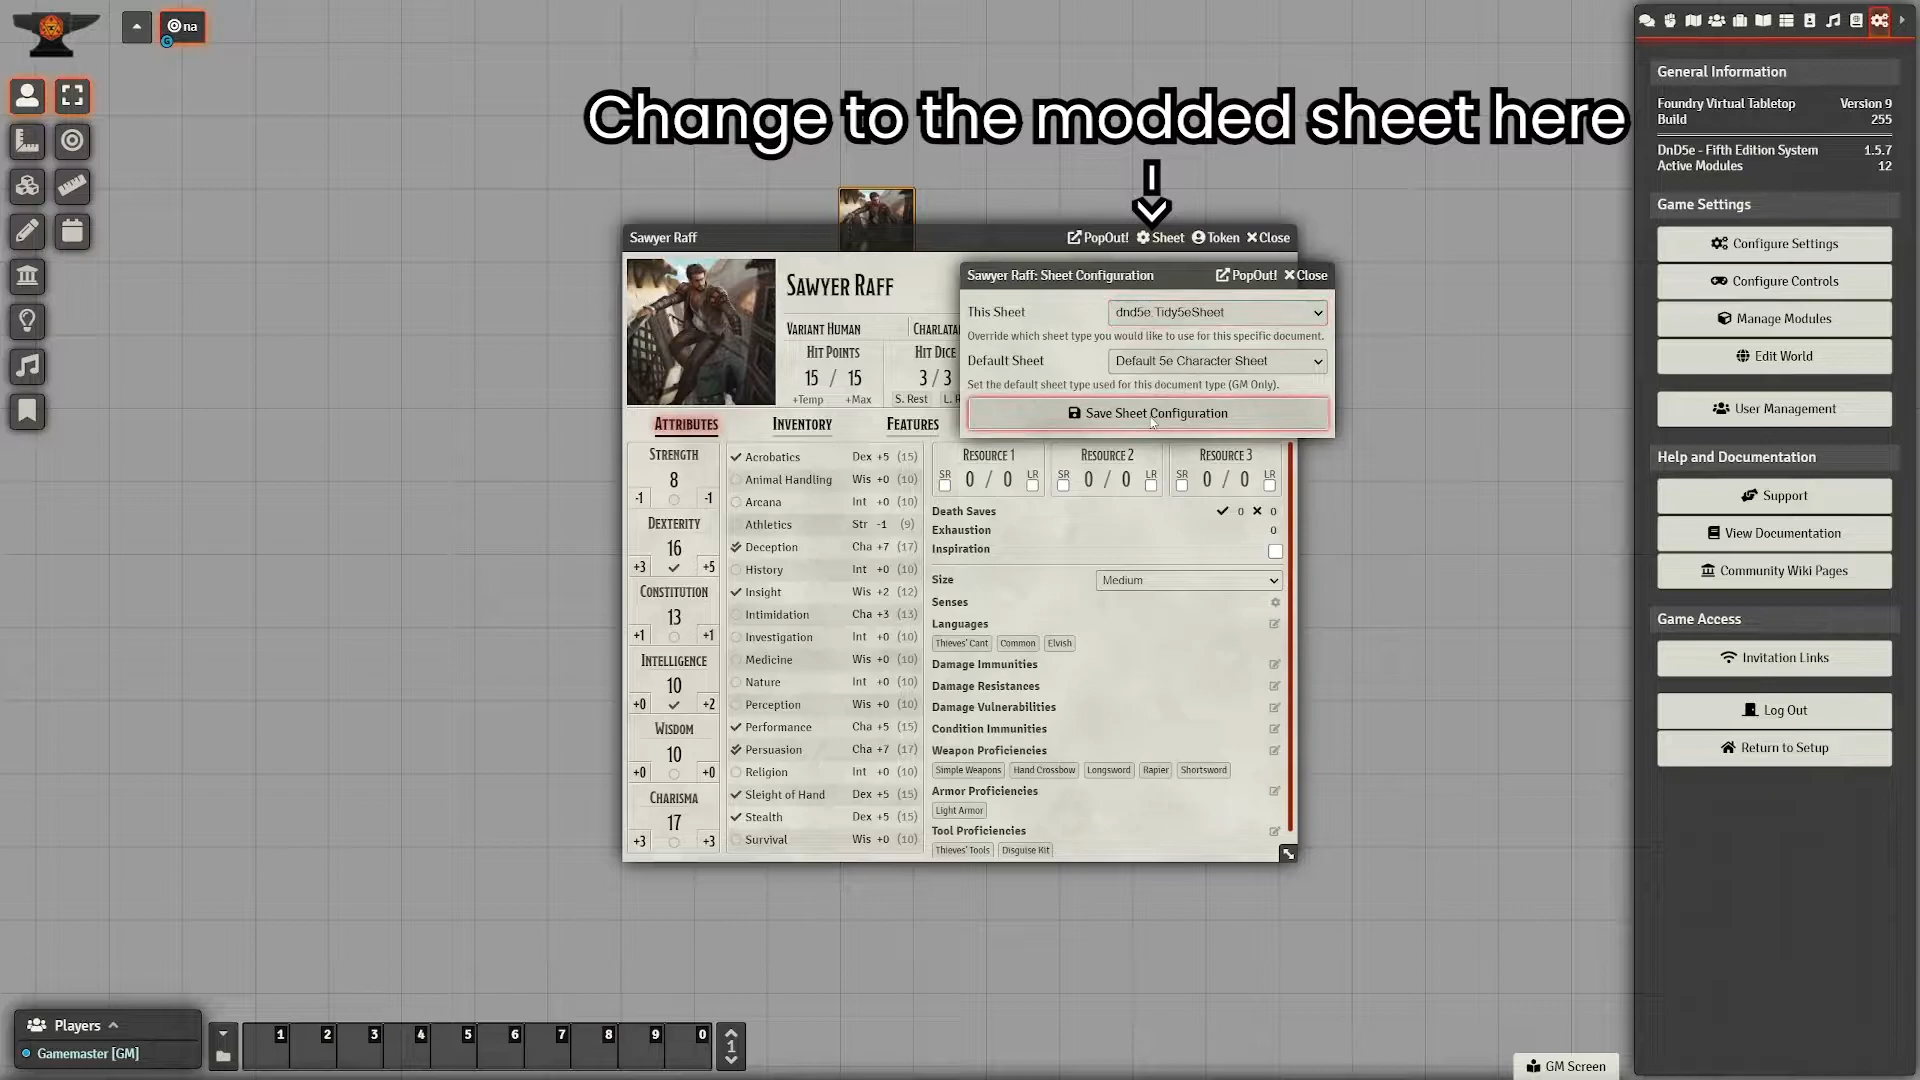 na
G
Change to the modded sheet here
Sawyer Raff
PopOut!
Sheet
Token
Close
Sawyer Raff
Variant Human
Hit Points
15 / 15
+Temp +Max
Hit Dice
3 / 3
S. Rest
Sawyer Raff: Sheet Configuration
PopOut!
Close
This Sheet
dnd5e.Tidy5eSheet
Override which sheet type you would like to use for this specific document.
Default Sheet
Default 5e Character Sheet
Set the default sheet type used for this document type (GM Only).
Save Sheet Configuration
Attributes
Inventory
Features
Strength
8
-1 -1
Dexterity
16
+3 +5
Constitution
13
+1 +1
Intelligence
10
+0 +2
Wisdom
10
+0 +0
Charisma
17
+3 +3
Acrobatics Dex +5 (15)
Animal Handling Wis +0 (10)
Arcana Int +0 (10)
Athletics Str -1 (9)
Deception Cha +7 (17)
History Int +0 (10)
Insight Wis +2 (12)
Intimidation Cha +3 (13)
Investigation Int +0 (10)
Medicine Wis +0 (10)
Nature Int +0 (10)
Perception Wis +0 (10)
Performance Cha +5 (15)
Persuasion Cha +7 (17)
Religion Int +0 (10)
Sleight of Hand Dex +5 (15)
Stealth Dex +5 (15)
Survival Wis +0 (10)
Resource 1
SR 0 / 0 LR
Resource 2
SR 0 / 0 LR
Resource 3
SR 0 / 0 LR
Death Saves 0 0
Exhaustion 0
Inspiration
Size Medium
Senses
Languages
Thieves' Cant Common Elvish
Damage Immunities
Damage Resistances
Damage Vulnerabilities
Condition Immunities
Weapon Proficiencies
Simple Weapons Hand Crossbow Longsword Rapier Shortsword
Armor Proficiencies
Light Armor
Tool Proficiencies
Thieves' Tools Disguise Kit
General Information
Foundry Virtual Tabletop Version 9
Build 255
DnD5e - Fifth Edition System 1.5.7
Active Modules 12
Game Settings
Configure Settings
Configure Controls
Manage Modules
Edit World
User Management
Help and Documentation
Support
View Documentation
Community Wiki Pages
Game Access
Invitation Links
Log Out
Return to Setup
Players
Gamemaster [GM]
1 2 3 4 5 6 7 8 9 0
1
GM Screen